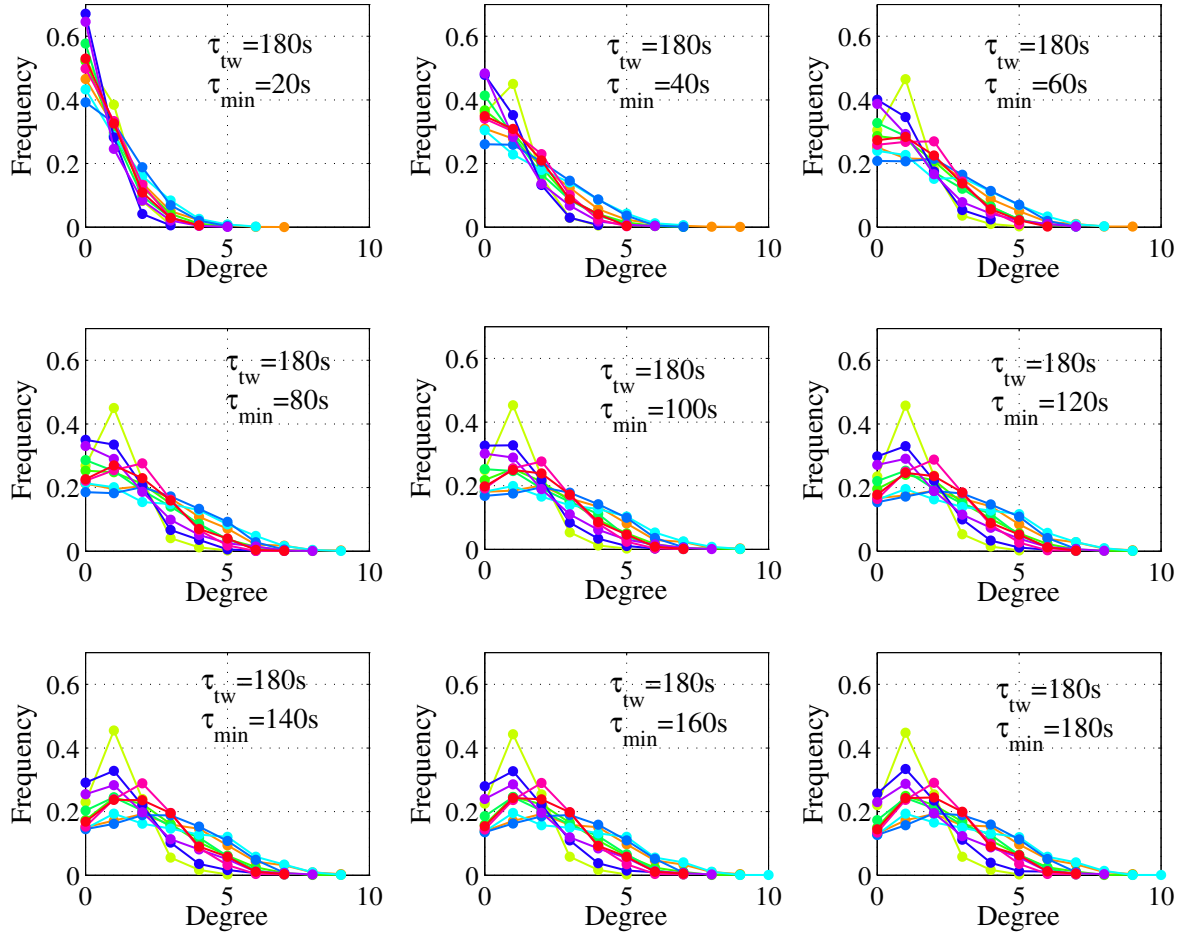 0.6
0.4
0.2
0
Frequency
τtw=180s
τmin=20s
0 5 10
Degree
0.6
0.4
0.2
0
Frequency
τtw=180s
τmin=40s
0 5 10
Degree
0.6
0.4
0.2
0
Frequency
τtw=180s
τmin=60s
0 5 10
Degree
0.6
0.4
0.2
0
Frequency
τtw=180s
τmin=80s
0 5 10
Degree
0.6
0.4
0.2
0
Frequency
τtw=180s
τmin=100s
0 5 10
Degree
0.6
0.4
0.2
0
Frequency
τtw=180s
τmin=120s
0 5 10
Degree
0.6
0.4
0.2
0
Frequency
τtw=180s
τmin=140s
0 5 10
Degree
0.6
0.4
0.2
0
Frequency
τtw=180s
τmin=160s
0 5 10
Degree
0.6
0.4
0.2
0
Frequency
τtw=180s
τmin=180s
0 5 10
Degree